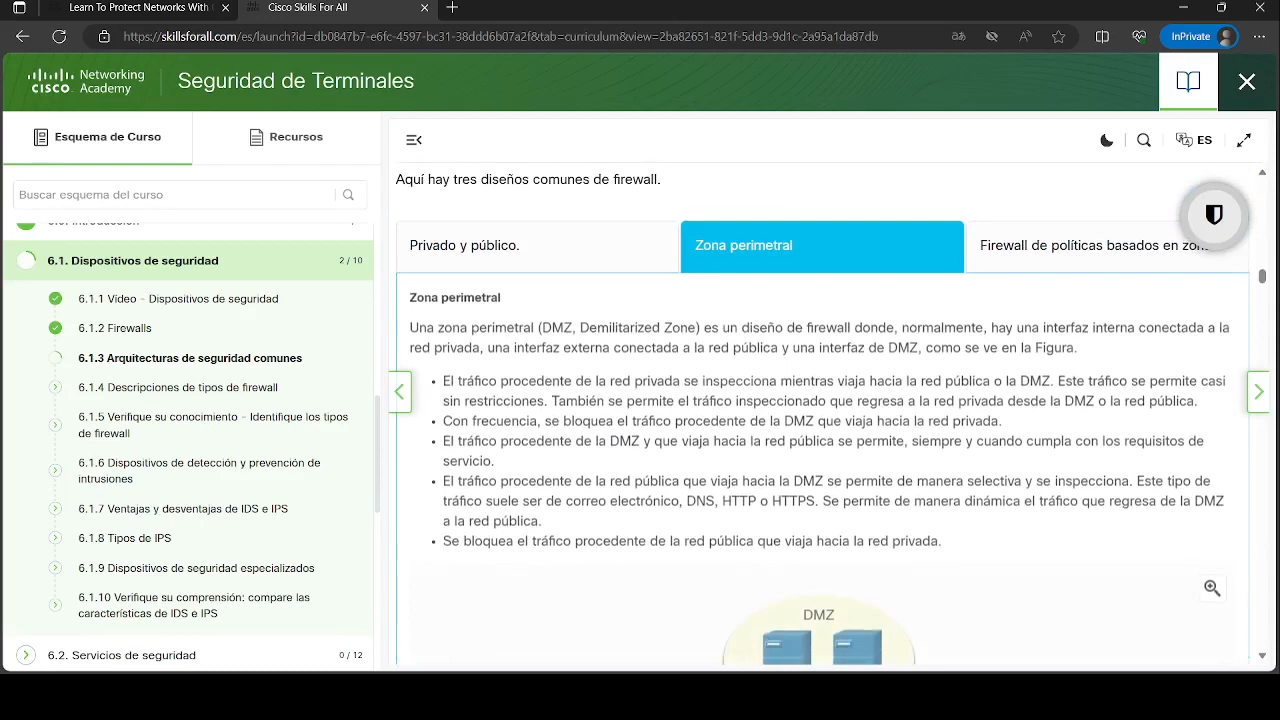 Learn To Protect Networks With
Cisco Skills For All
https://skillsforall.com/es/launch?id=db0847b7-e6fc-4597-bc31-38ddd6b07a2f&tab=curriculum&view=2ba82651-821f-5dd3-9d1c-2a95a1da87db
InPrivate
Networking
CISCO Academy
Seguridad de Terminales
Esquema de Curso
Recursos
ES
Buscar esquema del curso
6.1. Dispositivos de seguridad
2 / 10
6.1.1 Vídeo - Dispositivos de seguridad
6.1.2 Firewalls
6.1.3 Arquitecturas de seguridad comunes
6.1.4 Descripciones de tipos de firewall
6.1.5 Verifique su conocimiento - Identifique los tipos
de firewall
6.1.6 Dispositivos de detección y prevención de
intrusiones
6.1.7 Ventajas y desventajas de IDS e IPS
6.1.8 Tipos de IPS
6.1.9 Dispositivos de seguridad especializados
6.1.10 Verifique su comprensión: compare las
características de IDS e IPS
6.2. Servicios de seguridad
0 / 12
Aquí hay tres diseños comunes de firewall.
Privado y público.
Zona perimetral
Firewall de políticas basados en
Zona perimetral
Una zona perimetral (DMZ, Demilitarized Zone) es un diseño de firewall donde, normalmente, hay una interfaz interna conectada a la
red privada, una interfaz externa conectada a la red pública y una interfaz de DMZ, como se ve en la Figura.
• El tráfico procedente de la red privada se inspecciona mientras viaja hacia la red pública o la DMZ. Este tráfico se permite casi
sin restricciones. También se permite el tráfico inspeccionado que regresa a la red privada desde la DMZ o la red pública.
• Con frecuencia, se bloquea el tráfico procedente de la DMZ que viaja hacia la red privada.
• El tráfico procedente de la DMZ y que viaja hacia la red pública se permite, siempre y cuando cumpla con los requisitos de
servicio.
• El tráfico procedente de la red pública que viaja hacia la DMZ se permite de manera selectiva y se inspecciona. Este tipo de
tráfico suele ser de correo electrónico, DNS, HTTP o HTTPS. Se permite de manera dinámica el tráfico que regresa de la DMZ
a la red pública.
• Se bloquea el tráfico procedente de la red pública que viaja hacia la red privada.
DMZ